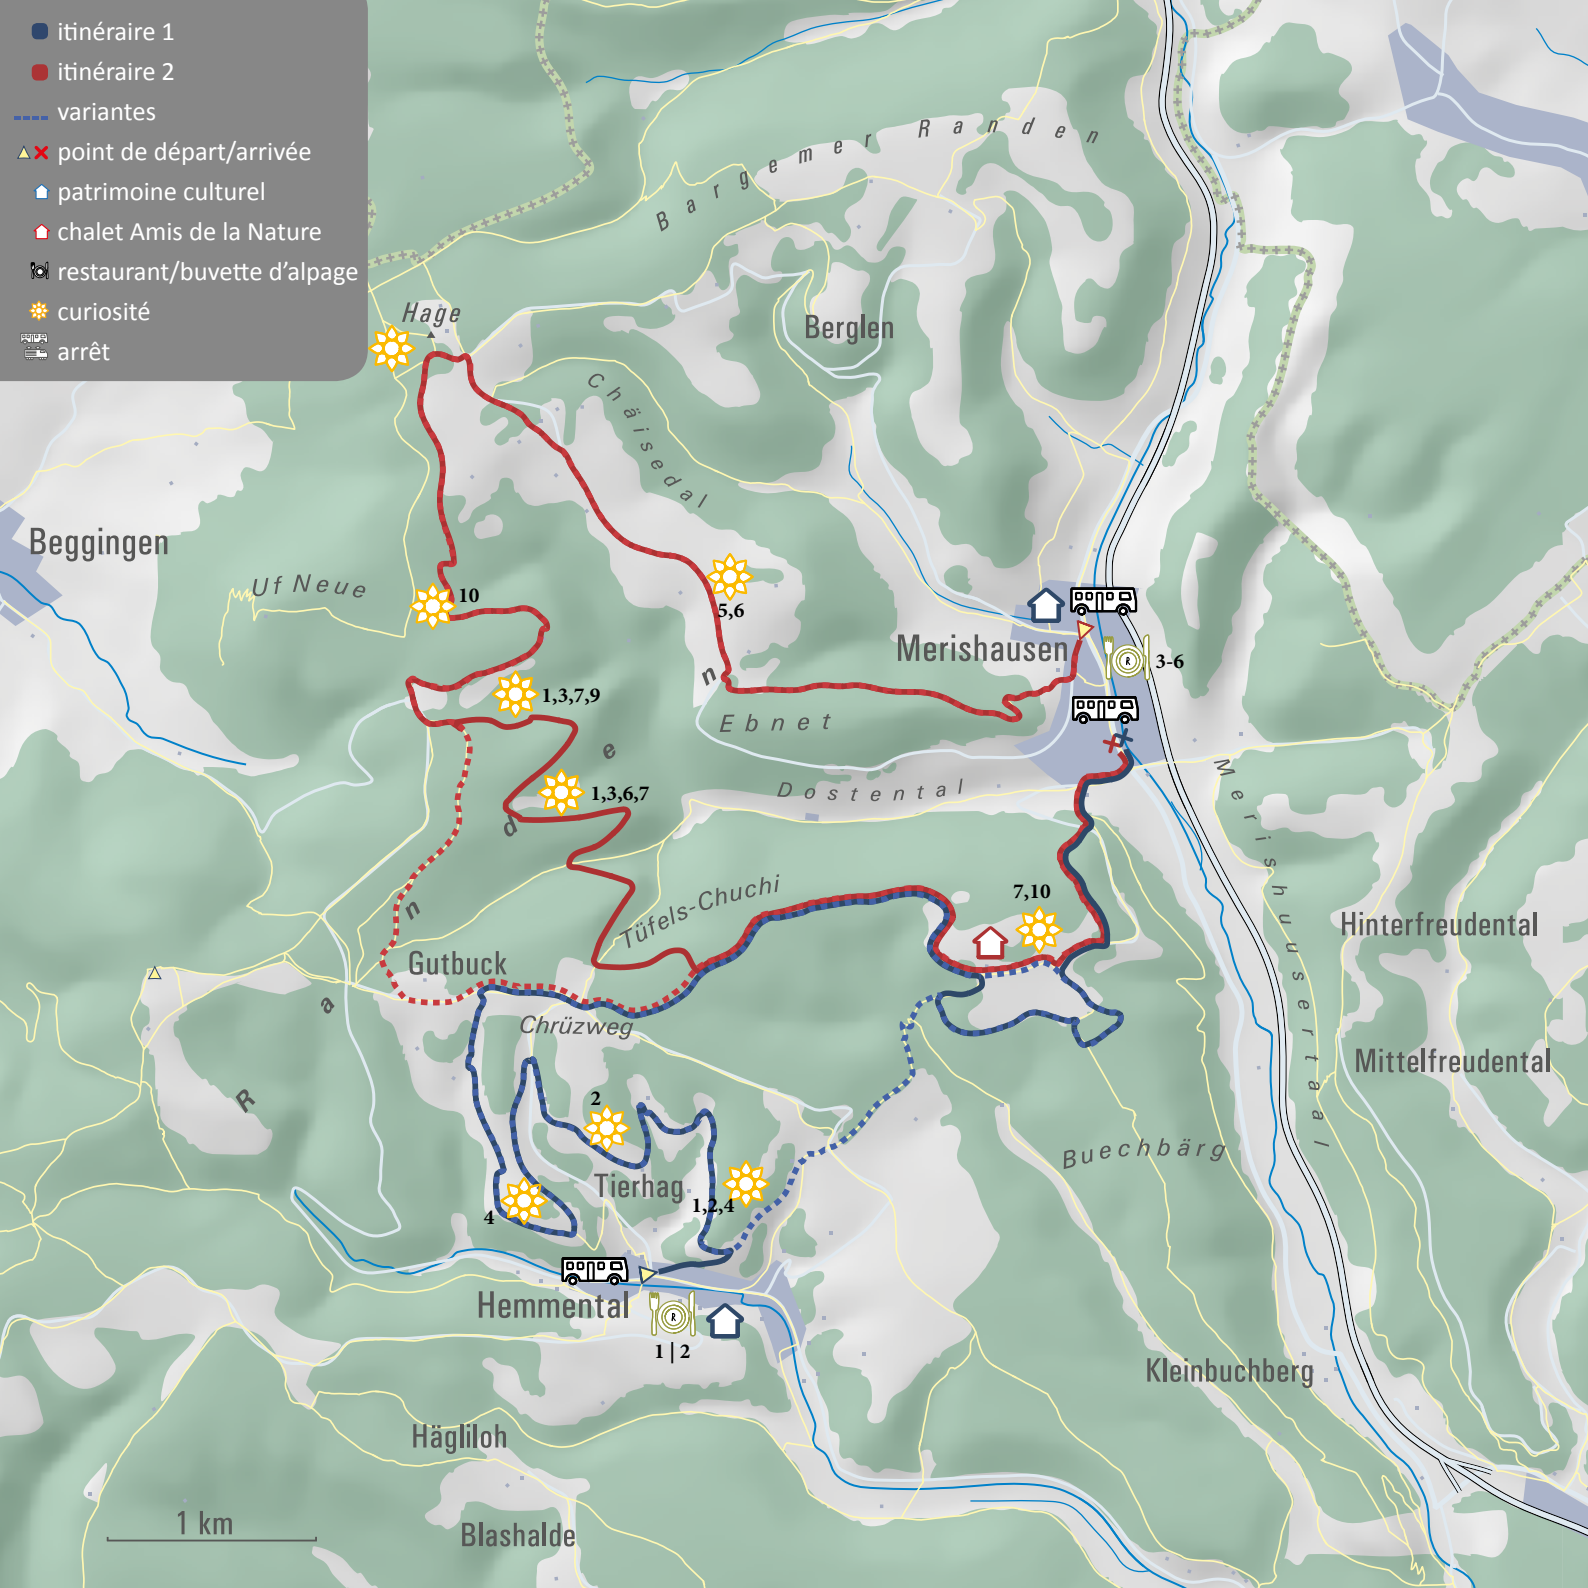 itinéraire 1
itinéraire 2
variantes
point de départ/arrivée
patrimoine culturel
chalet Amis de la Nature
restaurant/buvette d'alpage
curiosité
arrêt
Bargemer Randen
Hage
Berglen
Chäisedal
Beggingen
Uf Neue
10
5,6
Merishausen
R
3-6
1,3,7,9
Ebnet
Dostental
1,3,6,7
Randen
Merishusertal
Tüfels-Chuchi
7,10
Hinterfreudental
Gutbuck
Chrüzweg
Mittelfreudental
2
Buechbärg
Tierhag
1,2,4
4
Hemmental
R
1 | 2
Kleinbuchberg
Hägliloh
1 km
Blashalde